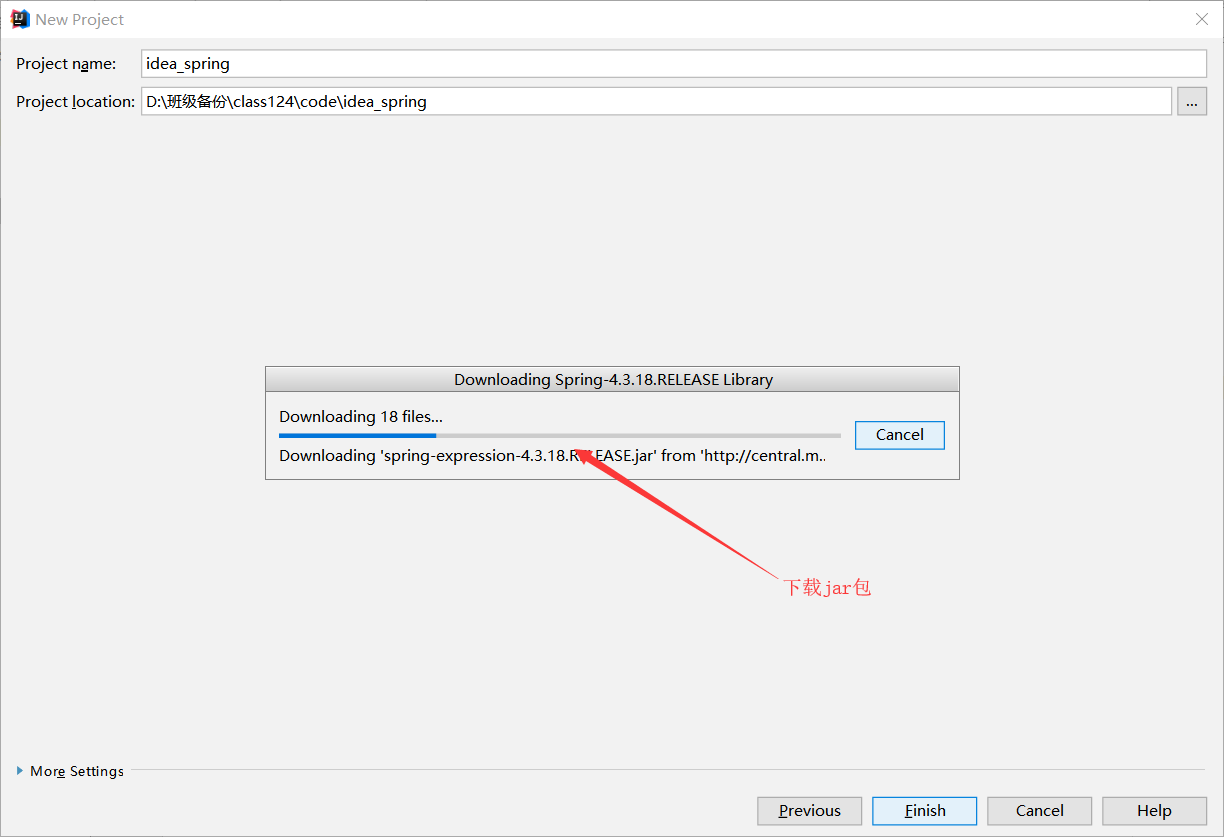 New Project
Project name: idea_spring
Project location: D:\班级备份\class124\code\idea_spring ...
Downloading Spring-4.3.18.RELEASE Library
Downloading 18 files...
Cancel
Downloading 'spring-expression-4.3.18.RELEASE.jar' from 'http://central.m..
下载jar包
More Settings
Previous Finish Cancel Help